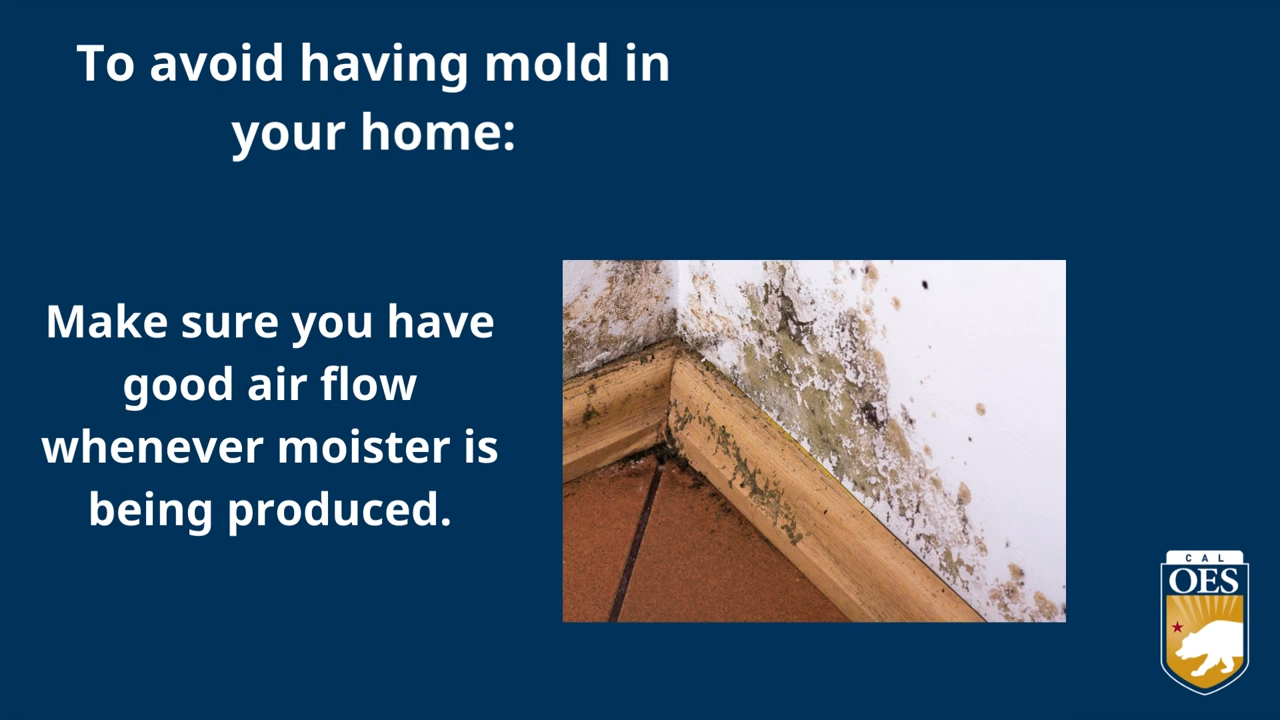 To avoid having mold in
your home:
Make sure you have
good air flow
whenever moister is
being produced.
CAL
OES